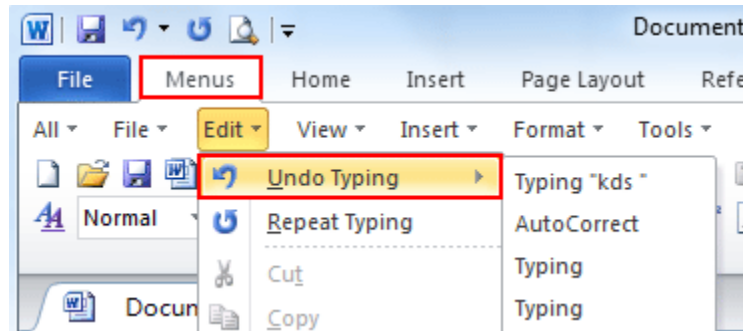 W Document
File Menus Home Insert Page Layout Refe
All File Edit View Insert Format Tools
Undo Typing Typing "kds "
Normal Repeat Typing AutoCorrect
Cut Typing
Docun Copy Typing